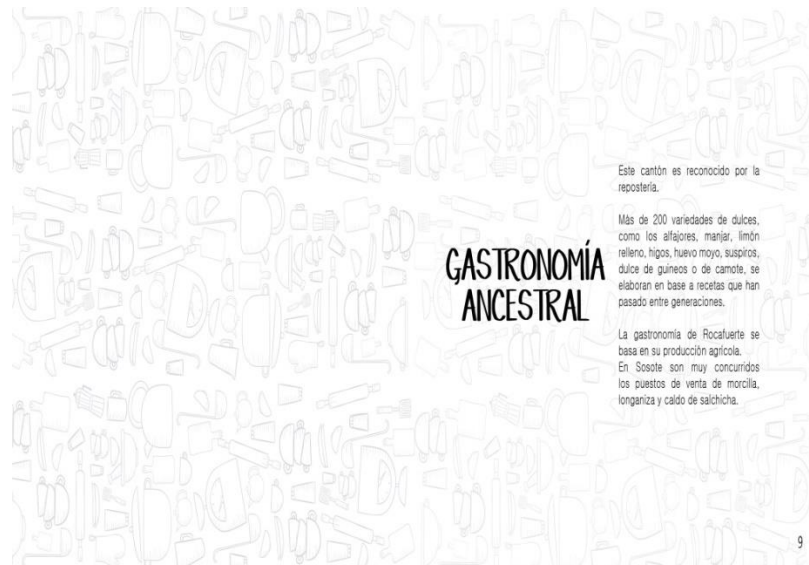 GASTRONOMÍA
ANCESTRAL
Este cantón es reconocido por la
repostería.
Más de 200 variedades de dulces,
como los alfajores, manjar, limón
relleno, higos, huevo moyo, suspiros,
dulce de guineos o de camote, se
elaboran en base a recetas que han
pasado entre generaciones.
La gastronomía de Rocafuerte se
basa en su producción agrícola.
En Sosote son muy concurridos
los puestos de venta de morcilla,
longaniza y caldo de salchicha.
9